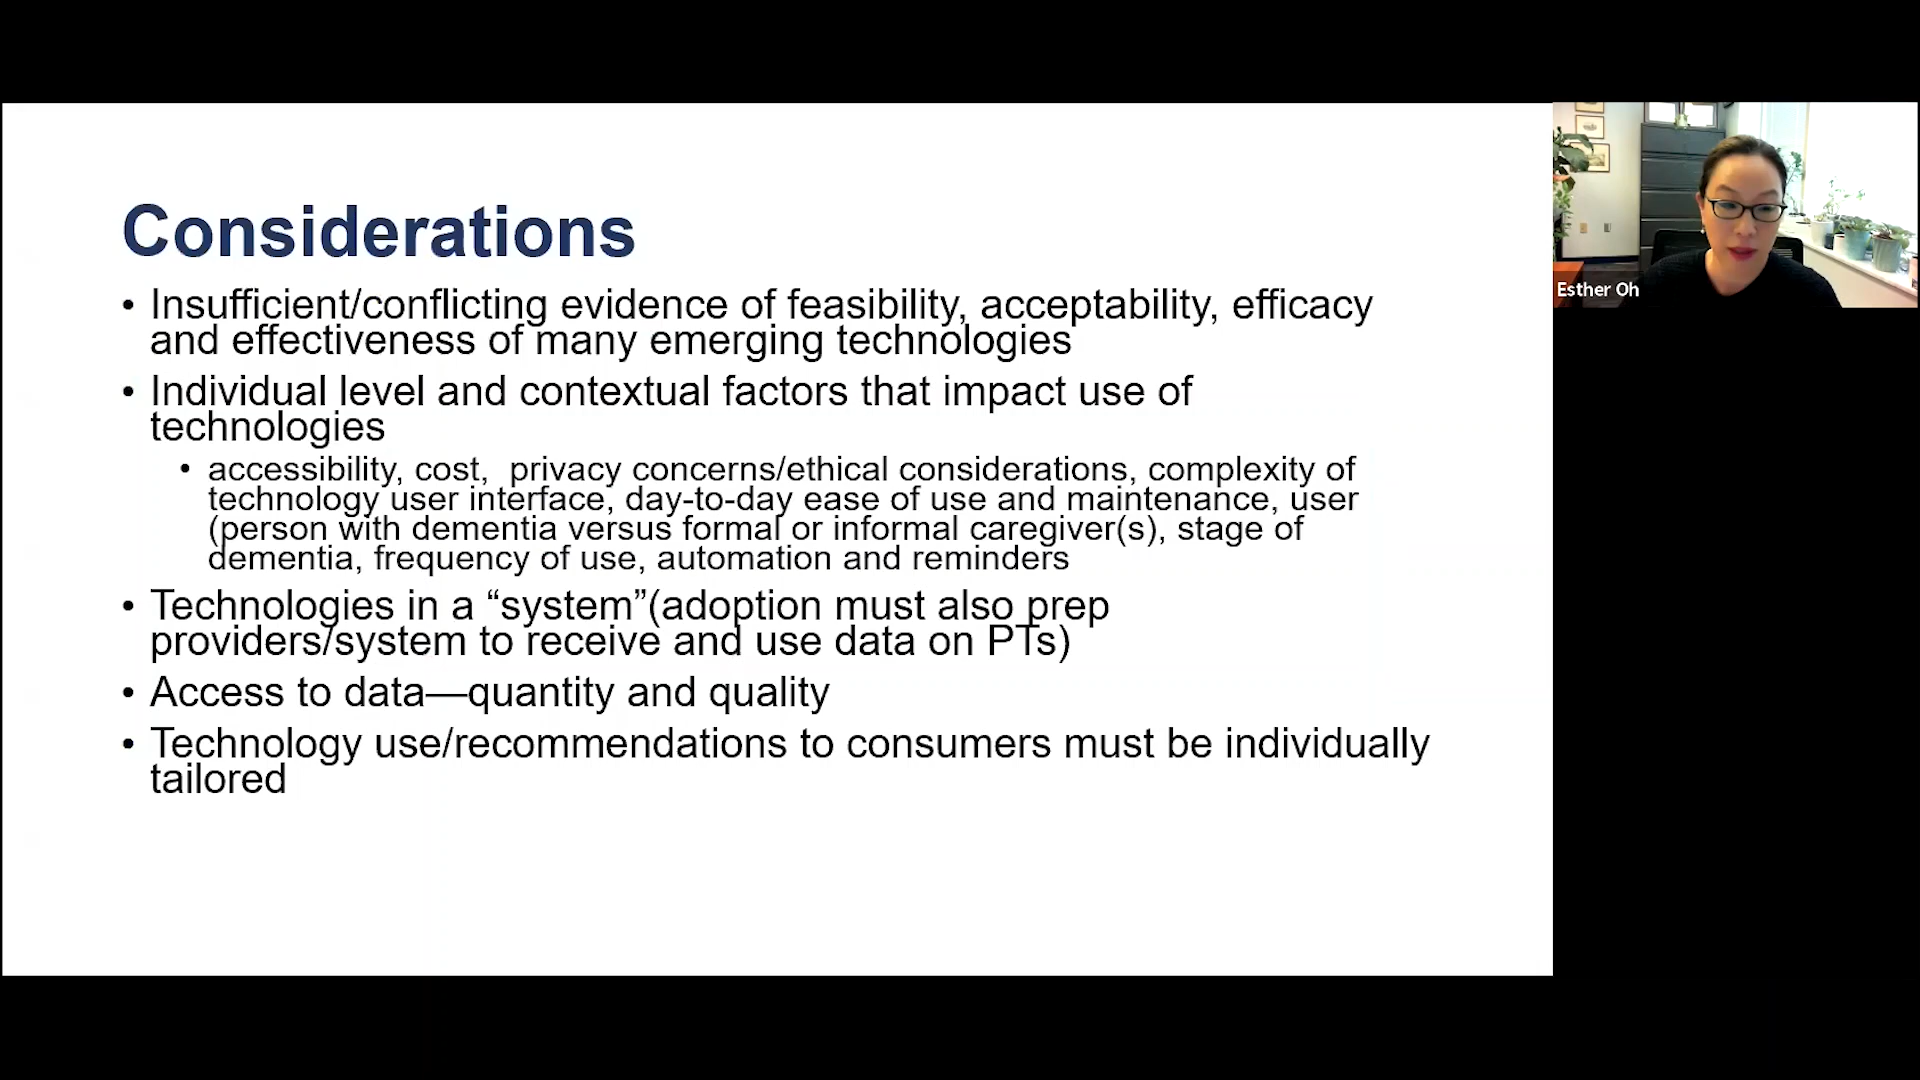 Considerations
• Insufficient/conflicting evidence of feasibility, acceptability, efficacy
and effectiveness of many emerging technologies
• Individual level and contextual factors that impact use of
technologies
• accessibility, cost,  privacy concerns/ethical considerations, complexity of
technology user interface, day-to-day ease of use and maintenance, user
(person with dementia versus formal or informal caregiver(s), stage of
dementia, frequency of use, automation and reminders
• Technologies in a “system”(adoption must also prep
providers/system to receive and use data on PTs)
• Access to data—quantity and quality
• Technology use/recommendations to consumers must be individually
tailored
Esther Oh